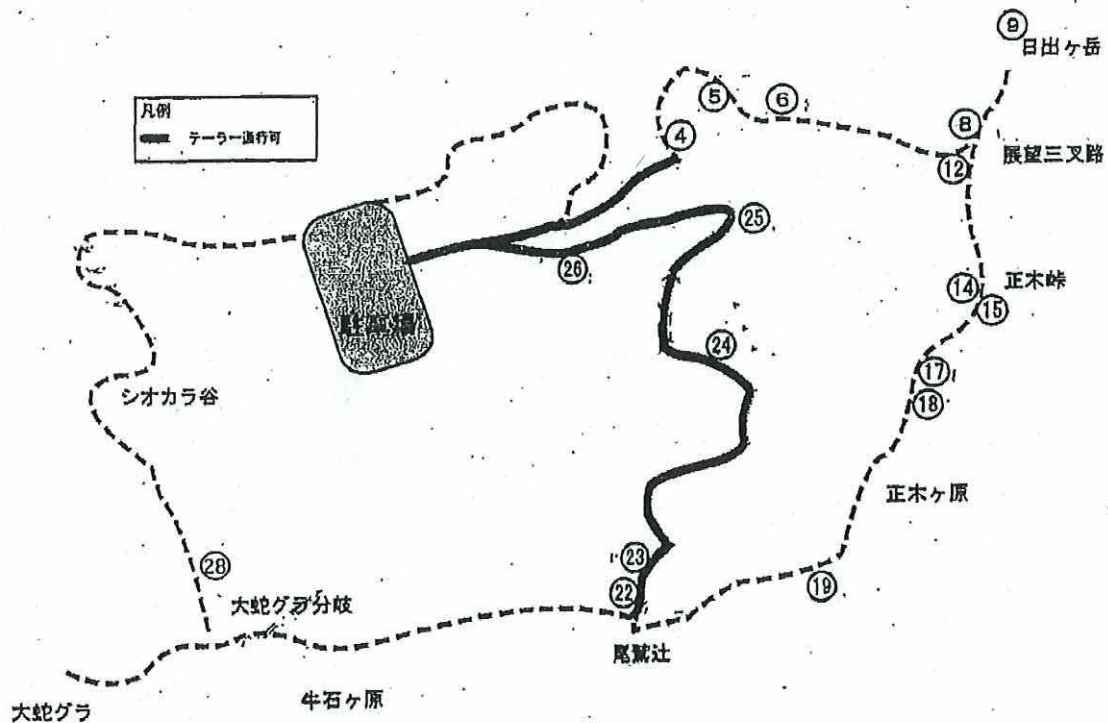 ⑨
日出ヶ岳
凡例
テーラー通行可
⑤
⑥
④
⑧
展望三叉路
⑫
㉕
㉖
⑭
正木峠
⑮
駐車場
㉔
⑰
シオカラ谷
⑱
正木ヶ原
㉓
㉘
⑲
㉒
大蛇グラ分岐
尾鷲辻
牛石ヶ原
大蛇グラ